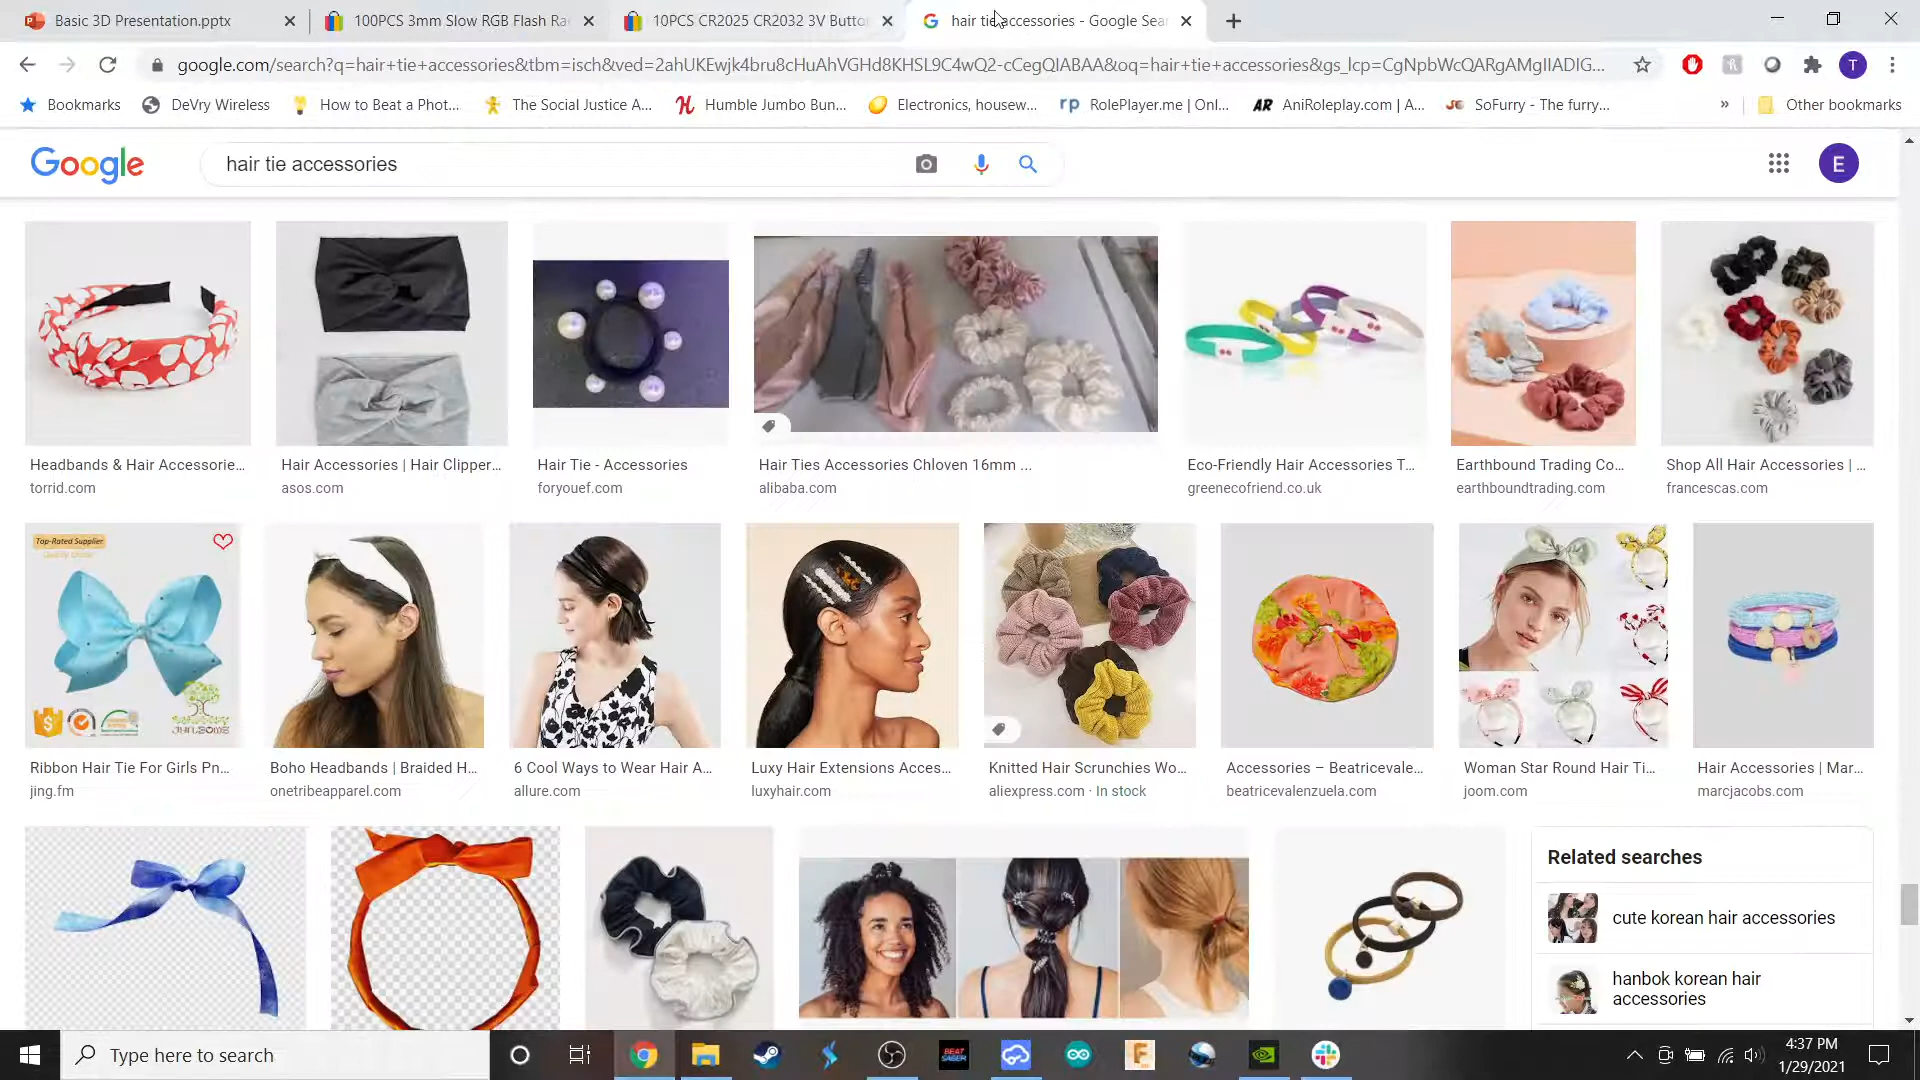 Basic 3D Presentation.pptx
100PCS 3mm Slow RGB Flash Ra
10PCS CR2025 CR2032 3V Butto
hair tie accessories - Google Sear
google.com/search?q=hair+tie+accessories&tbm=isch&ved=2ahUKEwjk4bru8cHuAhVGHd8KHSL9C4wQ2-cCegQIABAA&oq=hair+tie+accessories&gs_lcp=CgNpbWcQARgAMgIIADIG...
T
Bookmarks
DeVry Wireless
How to Beat a Phot...
The Social Justice A...
Humble Jumbo Bun...
Electronics, housew...
rp RolePlayer.me | Onl...
AR AniRoleplay.com | A...
SoFurry - The furry...
»
Other bookmarks
Google
hair tie accessories
E
Headbands & Hair Accessorie...
torrid.com
Hair Accessories | Hair Clipper...
asos.com
Hair Tie - Accessories
foryouef.com
Hair Ties Accessories Chloven 16mm ...
alibaba.com
Eco-Friendly Hair Accessories T...
greenecofriend.co.uk
Earthbound Trading Co...
earthboundtrading.com
Shop All Hair Accessories | ...
francescas.com
Top-Rated Supplier
Ribbon Hair Tie For Girls Pn...
jing.fm
Boho Headbands | Braided H...
onetribeapparel.com
6 Cool Ways to Wear Hair A...
allure.com
Luxy Hair Extensions Acces...
luxyhair.com
Knitted Hair Scrunchies Wo...
aliexpress.com · In stock
Accessories – Beatricevale...
beatricevalenzuela.com
Woman Star Round Hair Ti...
joom.com
Hair Accessories | Mar...
marcjacobs.com
Related searches
cute korean hair accessories
hanbok korean hair
accessories
Type here to search
BEAT
SABER
F
4:37 PM
1/29/2021